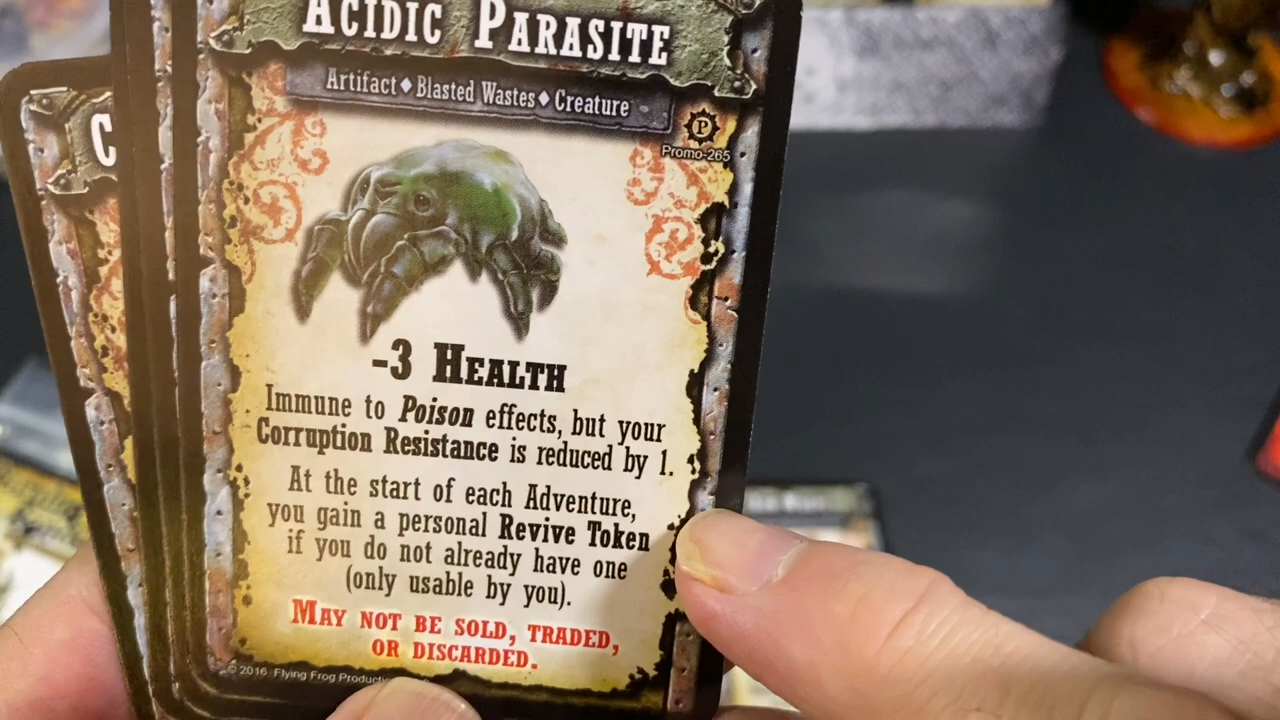 ACIDIC PARASITE
Artifact ♦ Blasted Wastes ♦ Creature
P
Promo-265
C
-3 HEALTH
Immune to Poison effects, but your
Corruption Resistance is reduced by 1.
At the start of each Adventure,
you gain a personal Revive Token
if you do not already have one
(only usable by you).
MAY NOT BE SOLD, TRADED,
OR DISCARDED.
© 2016 Flying Frog